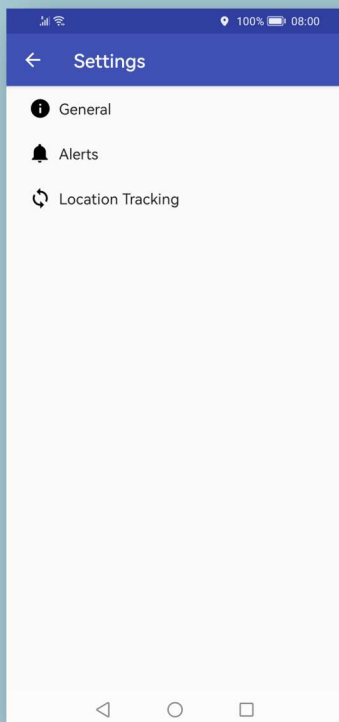 100% 08:00
Settings
General
Alerts
Location Tracking